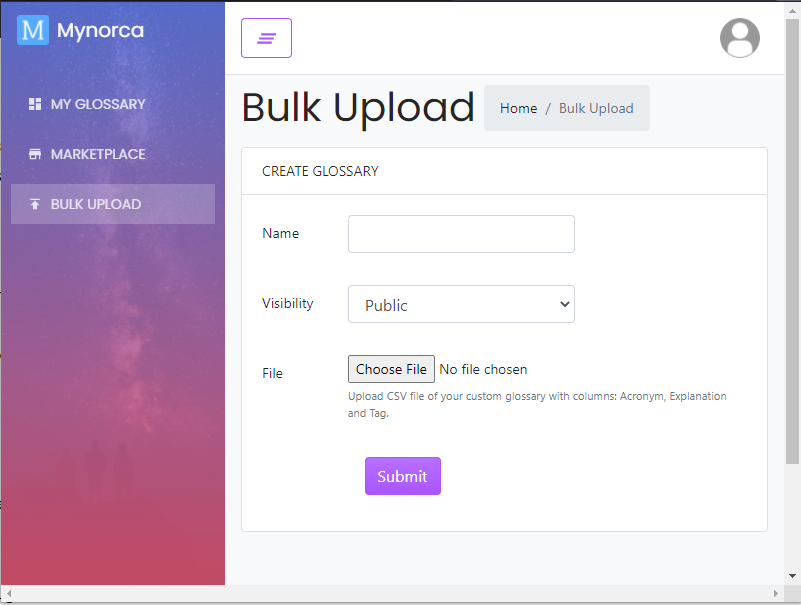 M Mynorca
MY GLOSSARY
MARKETPLACE
BULK UPLOAD
Bulk Upload
Home / Bulk Upload
CREATE GLOSSARY
Name
Visibility
Public
File
Choose File No file chosen
Upload CSV file of your custom glossary with columns: Acronym, Explanation
and Tag.
Submit